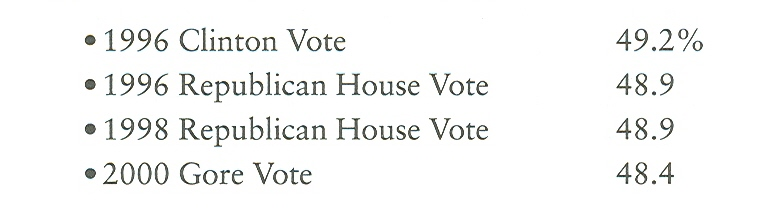 • 1996 Clinton Vote 49.2%
• 1996 Republican House Vote 48.9
• 1998 Republican House Vote 48.9
• 2000 Gore Vote 48.4